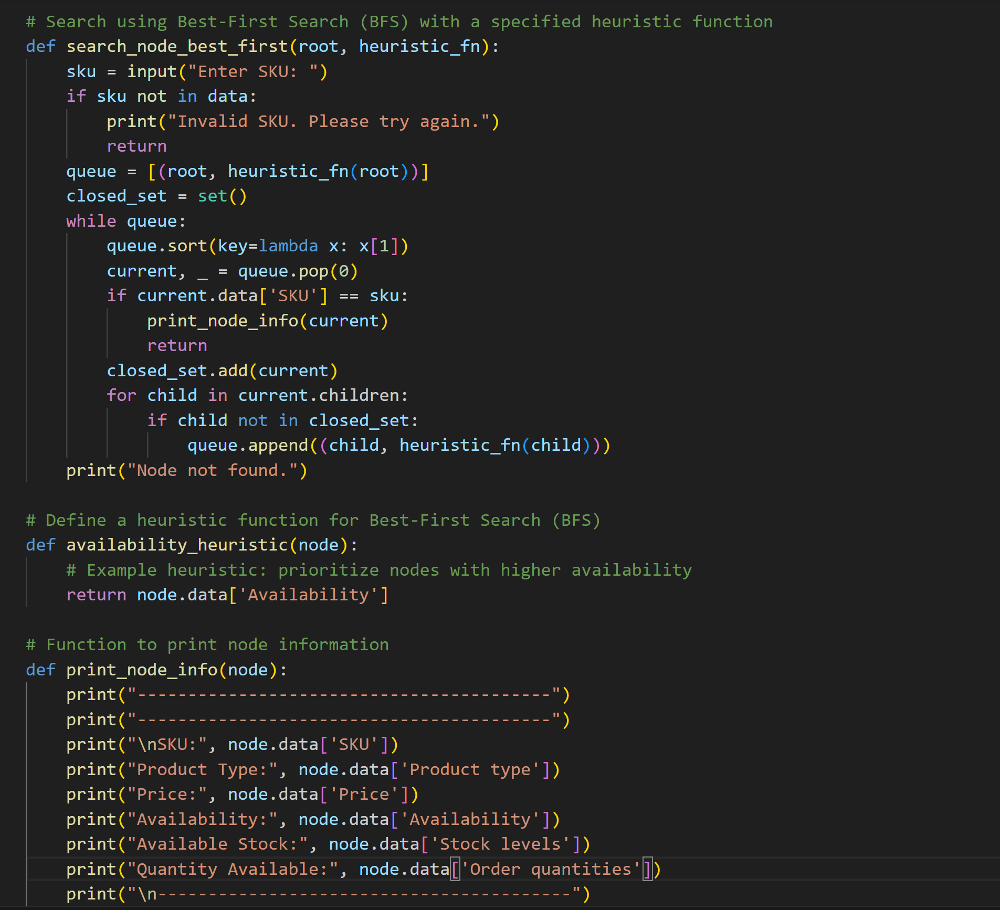 # Search using Best-First Search (BFS) with a specified heuristic function
def search_node_best_first(root, heuristic_fn):
    sku = input("Enter SKU: ")
    if sku not in data:
        print("Invalid SKU. Please try again.")
        return
    queue = [(root, heuristic_fn(root))]
    closed_set = set()
    while queue:
        queue.sort(key=lambda x: x[1])
        current, _ = queue.pop(0)
        if current.data['SKU'] == sku:
            print_node_info(current)
            return
        closed_set.add(current)
        for child in current.children:
            if child not in closed_set:
                queue.append((child, heuristic_fn(child)))
    print("Node not found.")

# Define a heuristic function for Best-First Search (BFS)
def availability_heuristic(node):
    # Example heuristic: prioritize nodes with higher availability
    return node.data['Availability']

# Function to print node information
def print_node_info(node):
    print("-----------------------------------------")
    print("-----------------------------------------")
    print("\nSKU:", node.data['SKU'])
    print("Product Type:", node.data['Product type'])
    print("Price:", node.data['Price'])
    print("Availability:", node.data['Availability'])
    print("Available Stock:", node.data['Stock levels'])
    print("Quantity Available:", node.data['Order quantities'])
    print("\n-----------------------------------------")